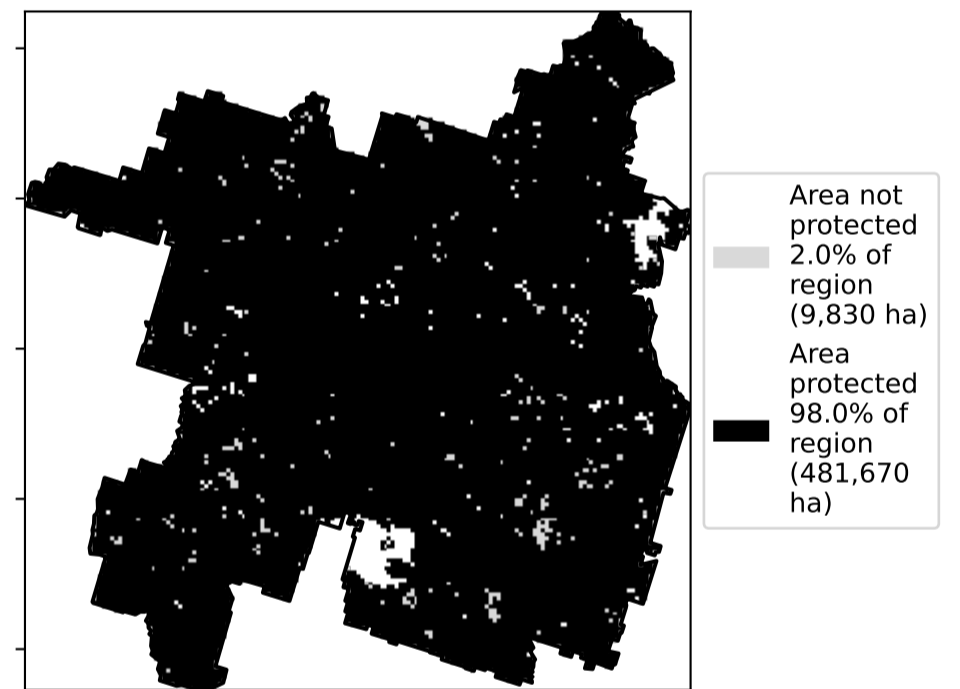 Area not
protected
2.0% of
region
(9,830 ha)
Area
protected
98.0% of
region
(481,670
ha)